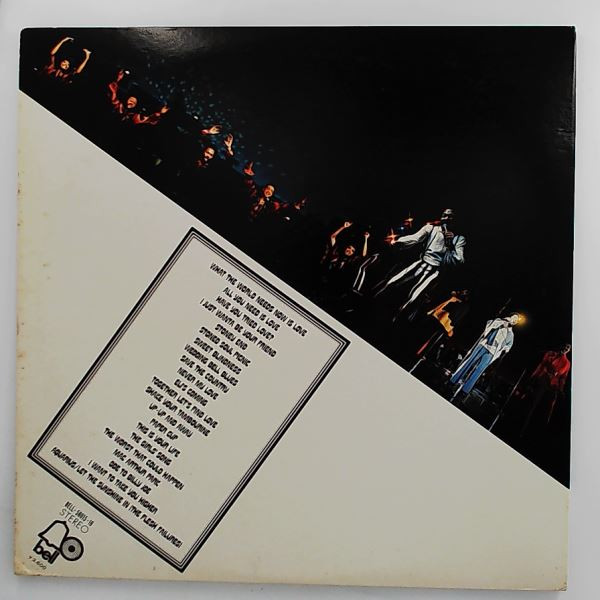 WHAT THE WORLD NEEDS NOW IS LOVE
ALL YOU NEED IS LOVE
HAVE YOU TRIED LOVE?
I JUST WANTA BE YOUR FRIEND
STONEY END
STONED SOUL PICNIC
SWEET BLINDNESS
WEDDING BELL BLUES
SAVE THE COUNTRY
NEVER MY LOVE
ELI'S COMING
TOGETHER LET'S FIND LOVE
SHAKE YOUR TAMBOURINE
UP-UP AND AWAY
PAPER CUP
THIS IS YOUR LIFE
THE GIRLS' SONG
THE WORST THAT COULD HAPPEN
MAC ARTHUR PARK
ODE TO BILLY JOE
I WANT TO TAKE YOU HIGHER
AQUARIUS/LET THE SUNSHINE IN (THE FLESH FAILURES)
STEREO
bell